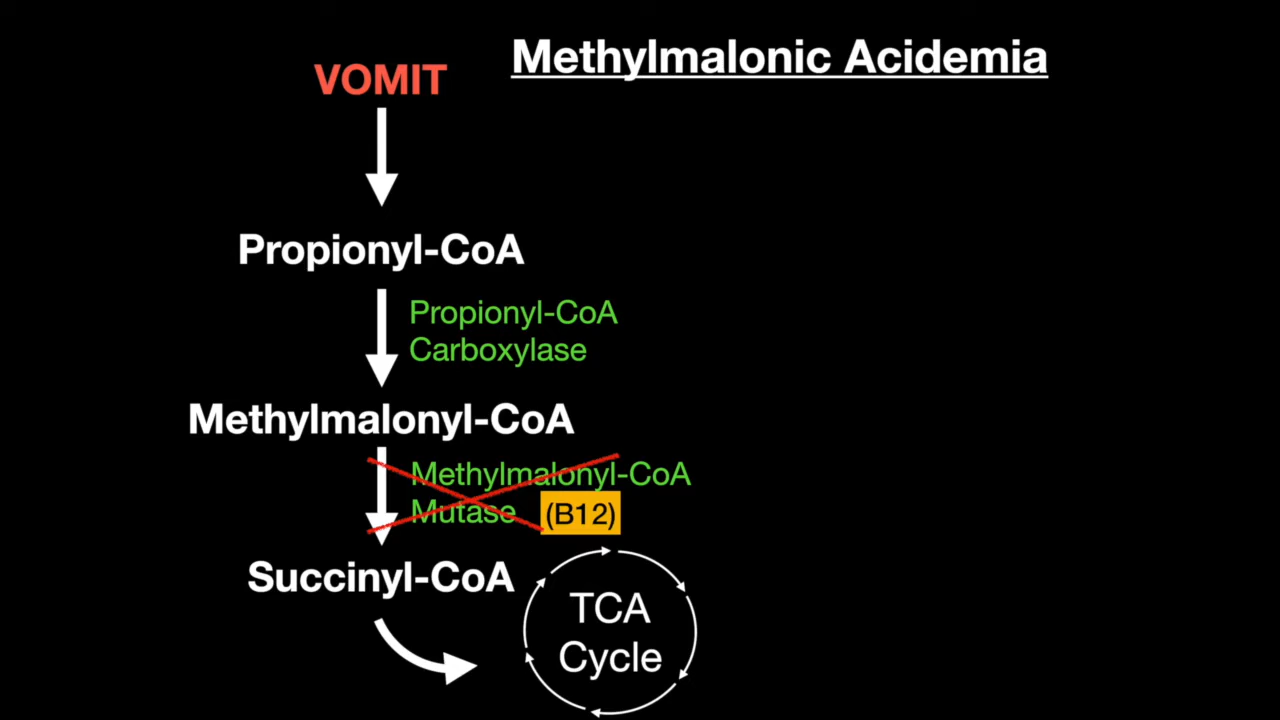 Methylmalonic Acidemia
VOMIT
Propionyl-CoA
Propionyl-CoA
Carboxylase
Methylmalonyl-CoA
Methylmalonyl-CoA
Mutase (B12)
Succinyl-CoA
TCA
Cycle